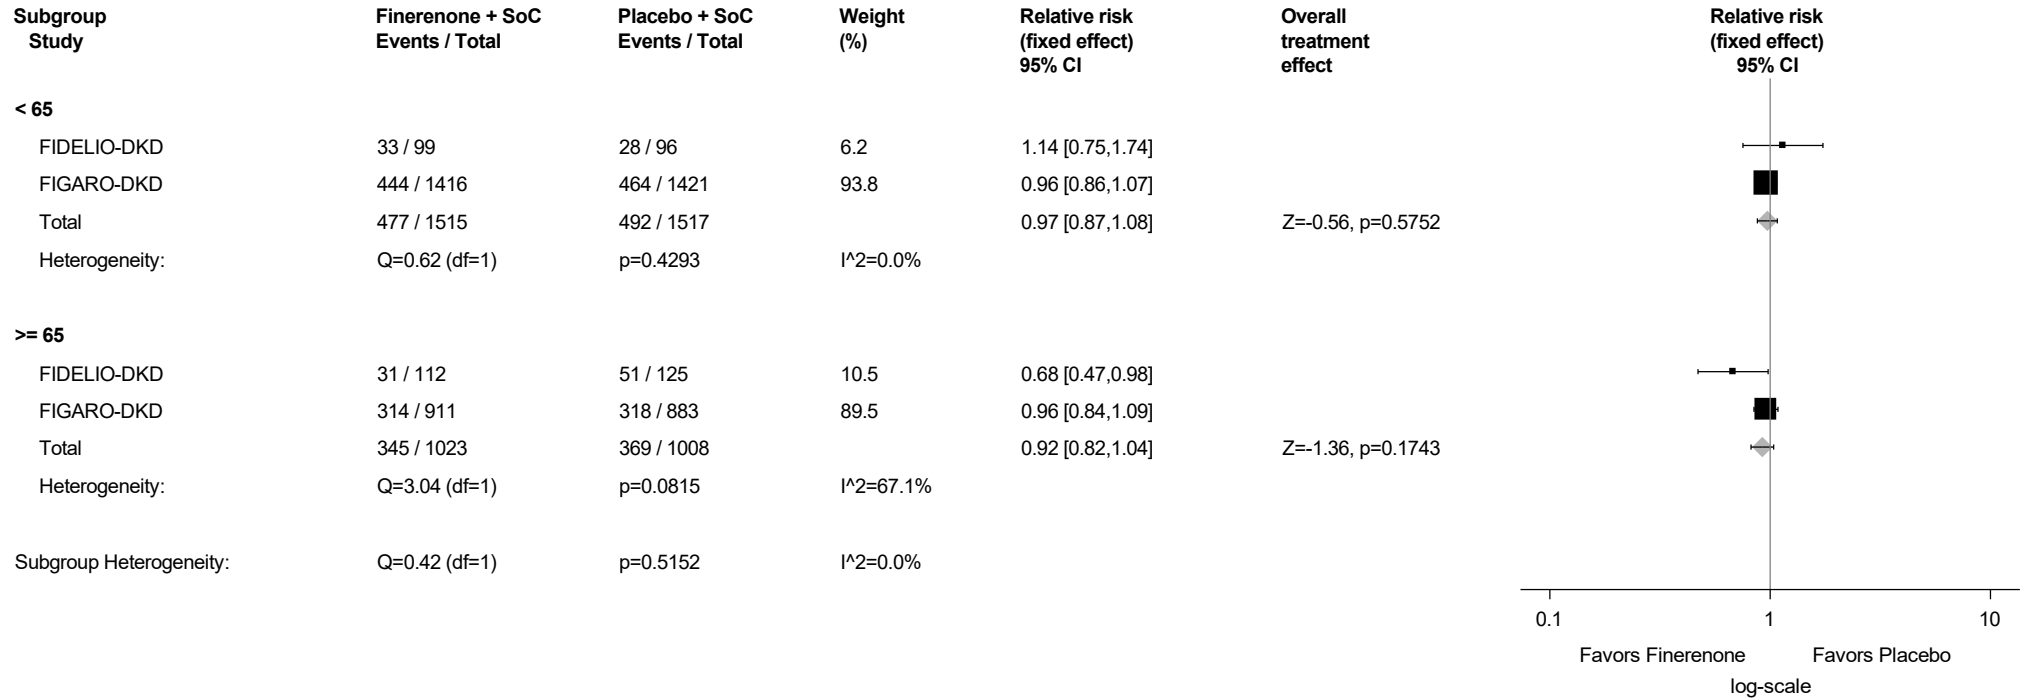 Subgroup Finerenone + SoC Placebo + SoC Weight Relative risk Overall Relative risk
Study Events / Total Events / Total (%) (fixed effect) treatment (fixed effect)
95% CI effect 95% CI
< 65
FIDELIO-DKD 33 / 99 28 / 96 6.2 1.14 [0.75,1.74]
FIGARO-DKD 444 / 1416 464 / 1421 93.8 0.96 [0.86,1.07]
Total 477 / 1515 492 / 1517 0.97 [0.87,1.08] Z=-0.56, p=0.5752
Heterogeneity: Q=0.62 (df=1) p=0.4293 I^2=0.0%
>= 65
FIDELIO-DKD 31 / 112 51 / 125 10.5 0.68 [0.47,0.98]
FIGARO-DKD 314 / 911 318 / 883 89.5 0.96 [0.84,1.09]
Total 345 / 1023 369 / 1008 0.92 [0.82,1.04] Z=-1.36, p=0.1743
Heterogeneity: Q=3.04 (df=1) p=0.0815 I^2=67.1%
Subgroup Heterogeneity: Q=0.42 (df=1) p=0.5152 I^2=0.0%
0.1 1 10
Favors Finerenone Favors Placebo
log-scale